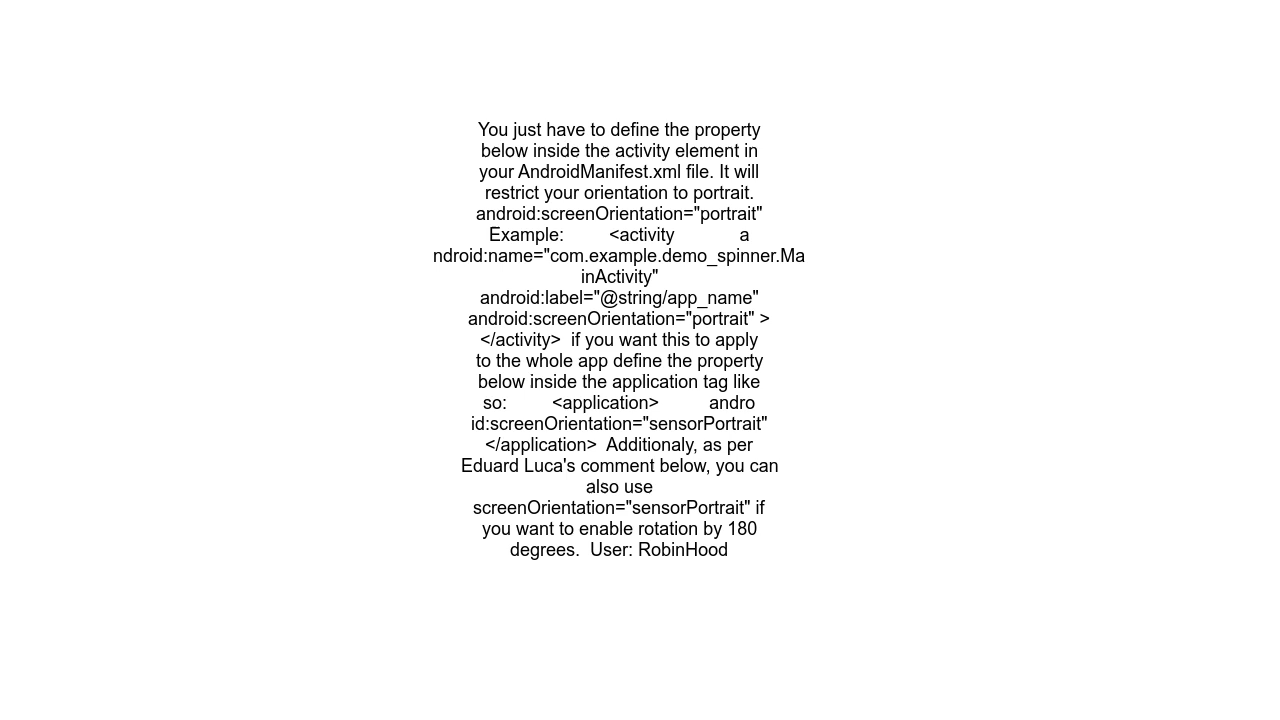 You just have to define the property
below inside the activity element in
your AndroidManifest.xml file. It will
restrict your orientation to portrait.
android:screenOrientation="portrait"
Example:         <activity             a
ndroid:name="com.example.demo_spinner.Ma
inActivity"
android:label="@string/app_name"
android:screenOrientation="portrait" >
</activity>  if you want this to apply
to the whole app define the property
below inside the application tag like
so:         <application>          andro
id:screenOrientation="sensorPortrait"
</application>  Additionaly, as per
Eduard Luca's comment below, you can
also use
screenOrientation="sensorPortrait" if
you want to enable rotation by 180
degrees.  User: RobinHood